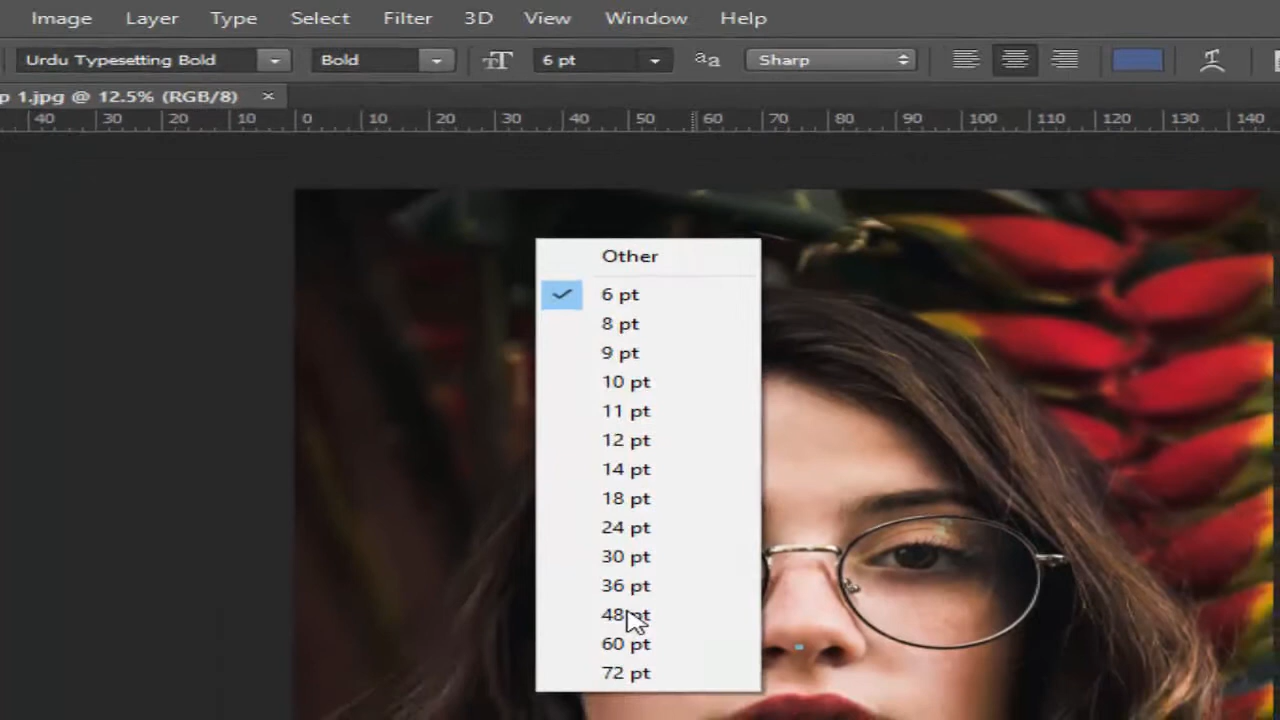 Image Layer Type Select Filter 3D View Window Help
Urdu Typesetting Bold Bold 6 pt aa Sharp
p 1.jpg @ 12.5% (RGB/8) ×
40 30 20 10 0 10 20 30 40 50 60 70 80 90 100 110 120 130 140
Other
6 pt
8 pt
9 pt
10 pt
11 pt
12 pt
14 pt
18 pt
24 pt
30 pt
36 pt
48 pt
60 pt
72 pt